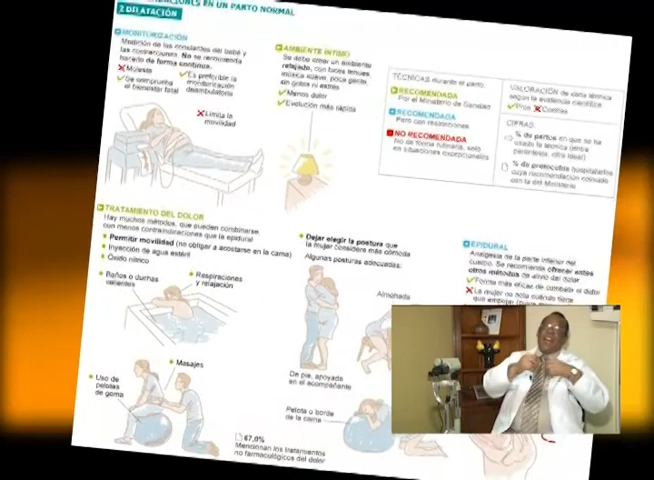 EN UN PARTO NORMAL
2 DILATACIÓN
MONITORIZACIÓN
Medición de las constantes del bebé y
las contracciones. No se recomienda
hacerlo de forma continua.
Molesta
Se comprueba
el bienestar fetal
Es preferible la
monitorización
deambulatoria
Limita la
movilidad
AMBIENTE ÍNTIMO
Se debe crear un ambiente
relajado, con luces tenues,
música suave, poca gente,
sin gritos ni estrés
Menos dolor
Evolución más rápida
TÉCNICAS durante el parto:
RECOMENDADA
Por el Ministerio de Sanidad
RECOMENDADA
Pero con restricciones
NO RECOMENDADA
No de forma rutinaria, solo
en situaciones excepcionales
VALORACIÓN de cada técnica
según la evidencia científica
Pros Contras
CIFRAS:
% de partos en que se ha
usado la técnica (entre
paréntesis, cifra ideal)
% de protocolos hospitalarios
cuya recomendación coincide
con la del Ministerio
TRATAMIENTO DEL DOLOR
Hay muchos métodos, que pueden combinarse,
con menos contraindicaciones que la epidural
Permitir movilidad (no obligar a acostarse en la cama)
Inyección de agua estéril
Óxido nítrico
Baños o duchas
calientes
Respiraciones
y relajación
Masajes
Uso de
pelotas
de goma
67,0%
Mencionan los tratamientos
no farmacológicos del dolor
Dejar elegir la postura que
la mujer considere más cómoda
Algunas posturas adecuadas:
Almohada
De pie, apoyada
en el acompañante
Pelota o borde
de la cama
EPIDURAL
Analgesia de la parte inferior del
cuerpo. Se recomienda ofrecer antes
otros métodos de alivio del dolor
Forma más eficaz de combatir el dolor
La mujer no nota cuándo tiene
que empujar